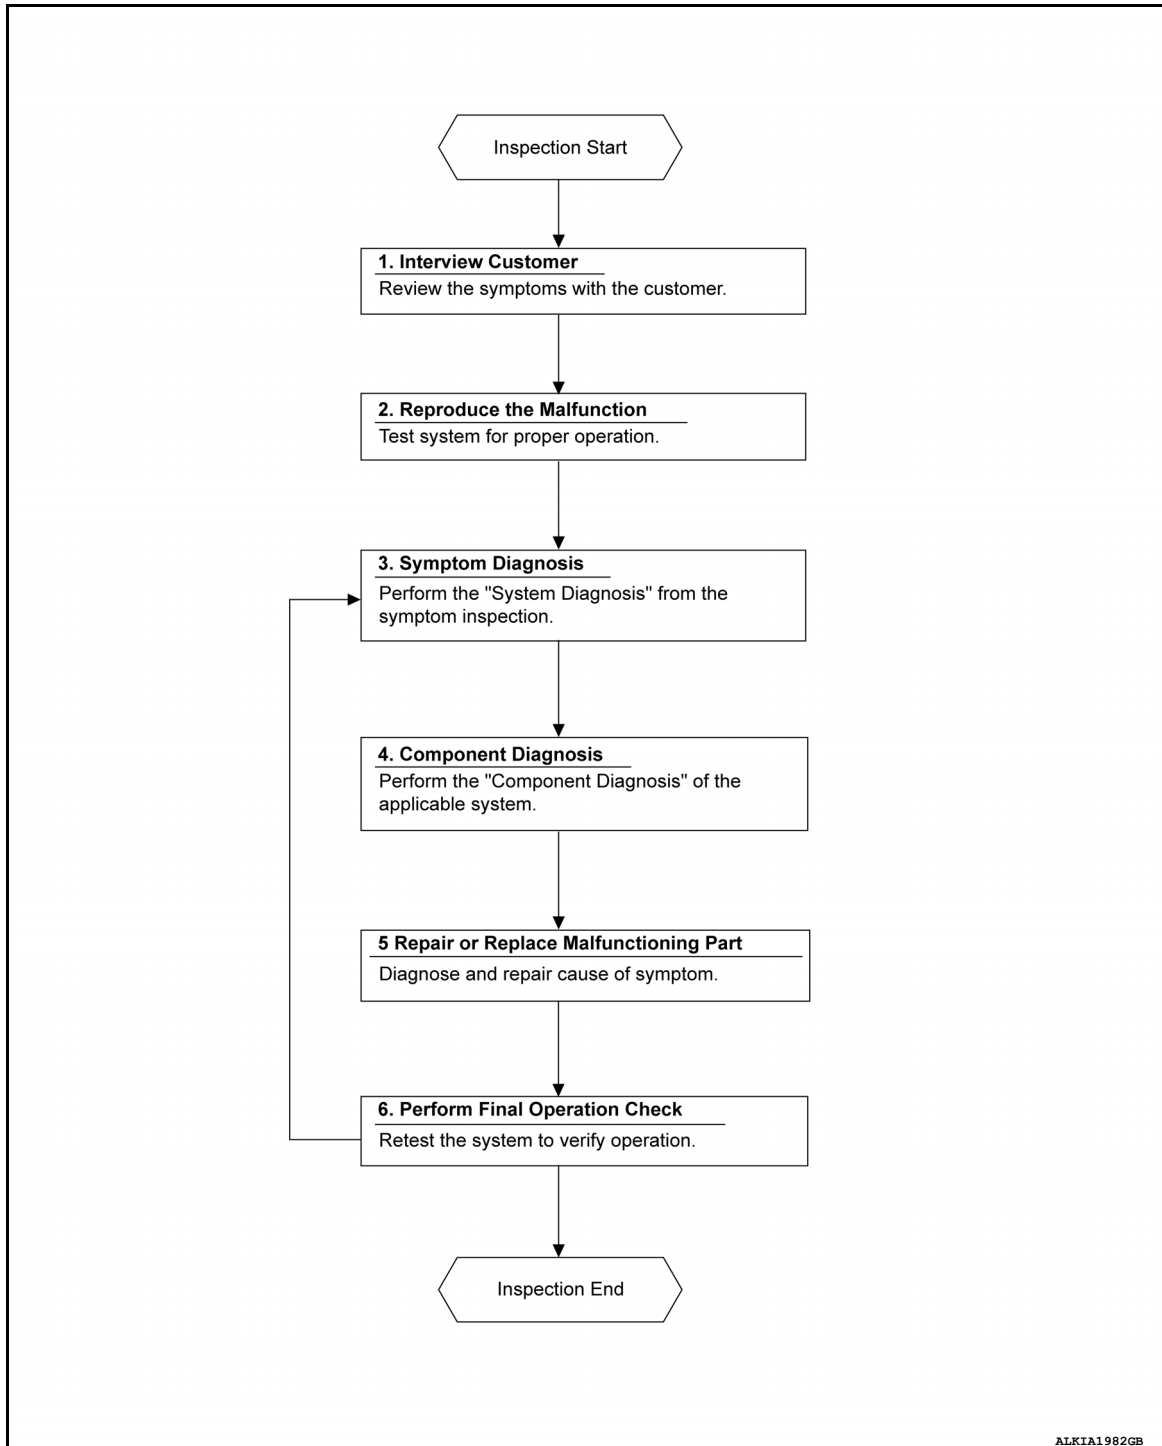 Inspection Start
1. Interview Customer
Review the symptoms with the customer.
2. Reproduce the Malfunction
Test system for proper operation.
3. Symptom Diagnosis
Perform the "System Diagnosis" from the
symptom inspection.
4. Component Diagnosis
Perform the "Component Diagnosis" of the
applicable system.
5 Repair or Replace Malfunctioning Part
Diagnose and repair cause of symptom.
6. Perform Final Operation Check
Retest the system to verify operation.
Inspection End
ALKIA1982GB